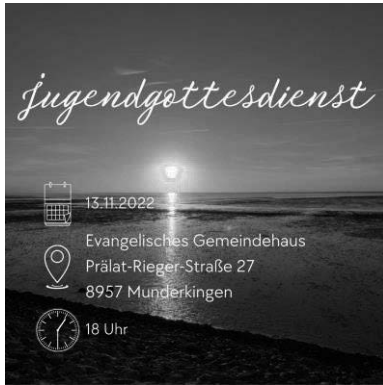 jugendgottesdienst
13.11.2022
Evangelisches Gemeindehaus
Prälat-Rieger-Straße 27
8957 Munderkingen
18 Uhr